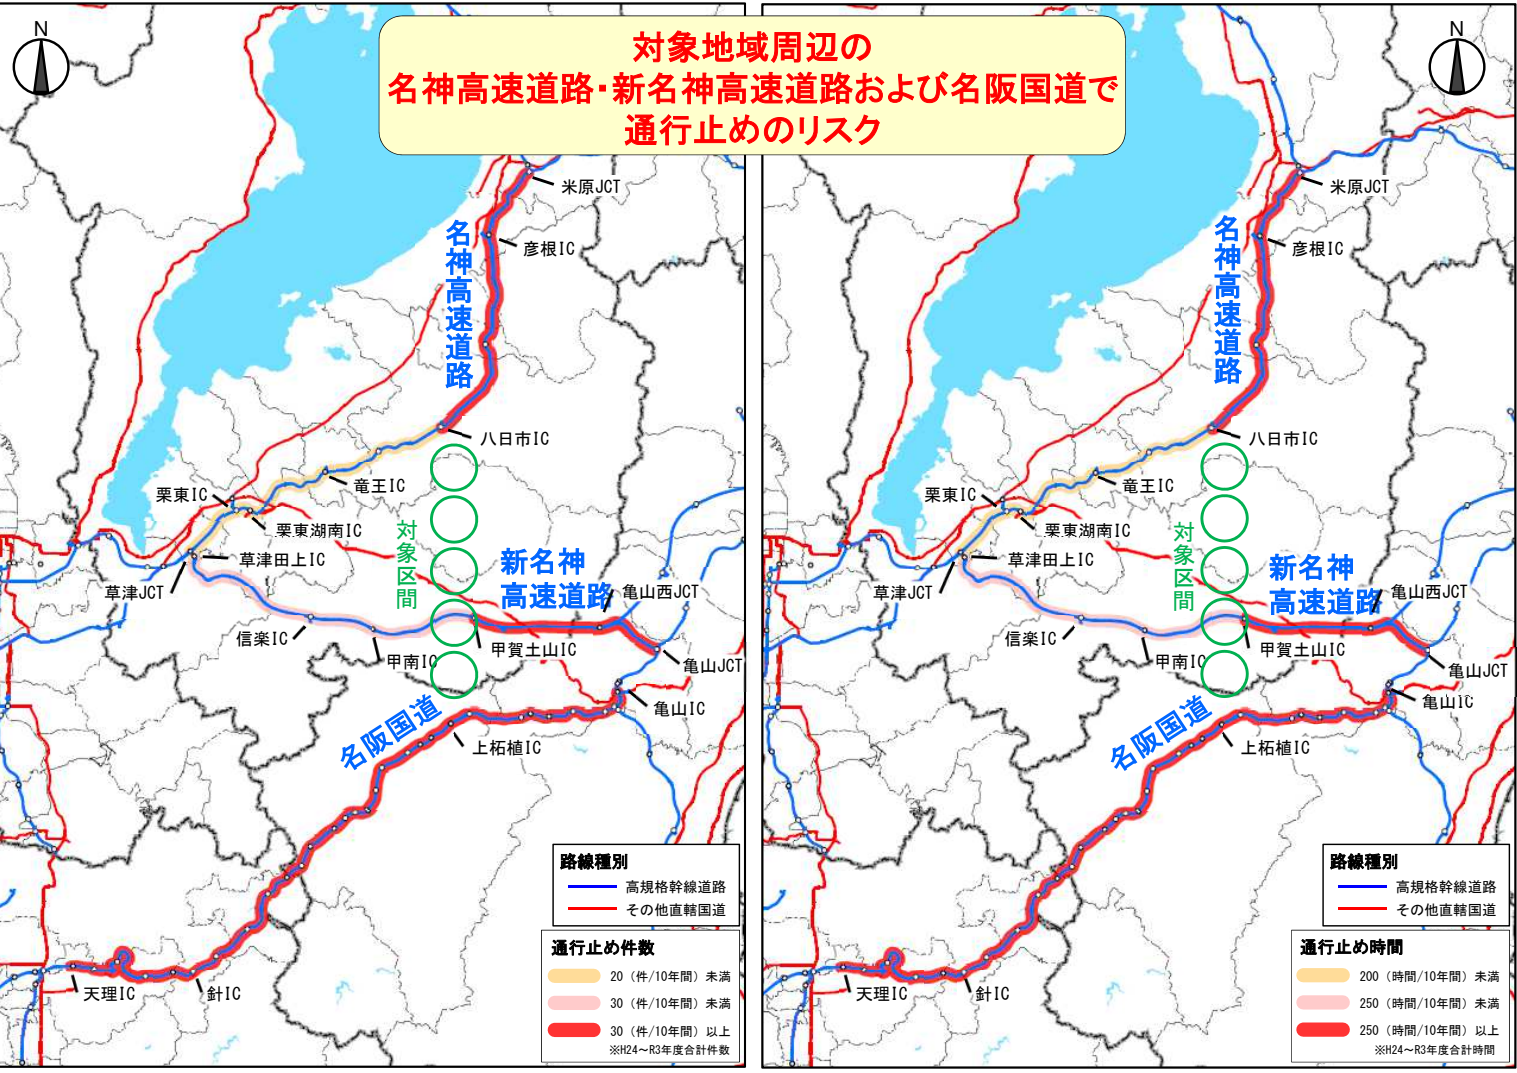 対象地域周辺の
名神高速道路・新名神高速道路および名阪国道で
通行止めのリスク
N
米原JCT
彦根IC
名神高速道路
八日市IC
竜王IC
栗東IC
栗東湖南IC
草津田上IC
草津JCT
対象区間
新名神
高速道路
亀山西JCT
信楽IC
甲南IC
甲賀土山IC
亀山JCT
亀山IC
名阪国道
上柘植IC
天理IC
針IC
路線種別
高規格幹線道路
その他直轄国道
通行止め件数
20（件/10年間）未満
30（件/10年間）未満
30（件/10年間）以上
※H24～R3年度合計件数
N
米原JCT
彦根IC
名神高速道路
八日市IC
竜王IC
栗東IC
栗東湖南IC
草津田上IC
草津JCT
対象区間
新名神
高速道路
亀山西JCT
信楽IC
甲南IC
甲賀土山IC
亀山JCT
亀山IC
名阪国道
上柘植IC
天理IC
針IC
路線種別
高規格幹線道路
その他直轄国道
通行止め時間
200（時間/10年間）未満
250（時間/10年間）未満
250（時間/10年間）以上
※H24～R3年度合計時間